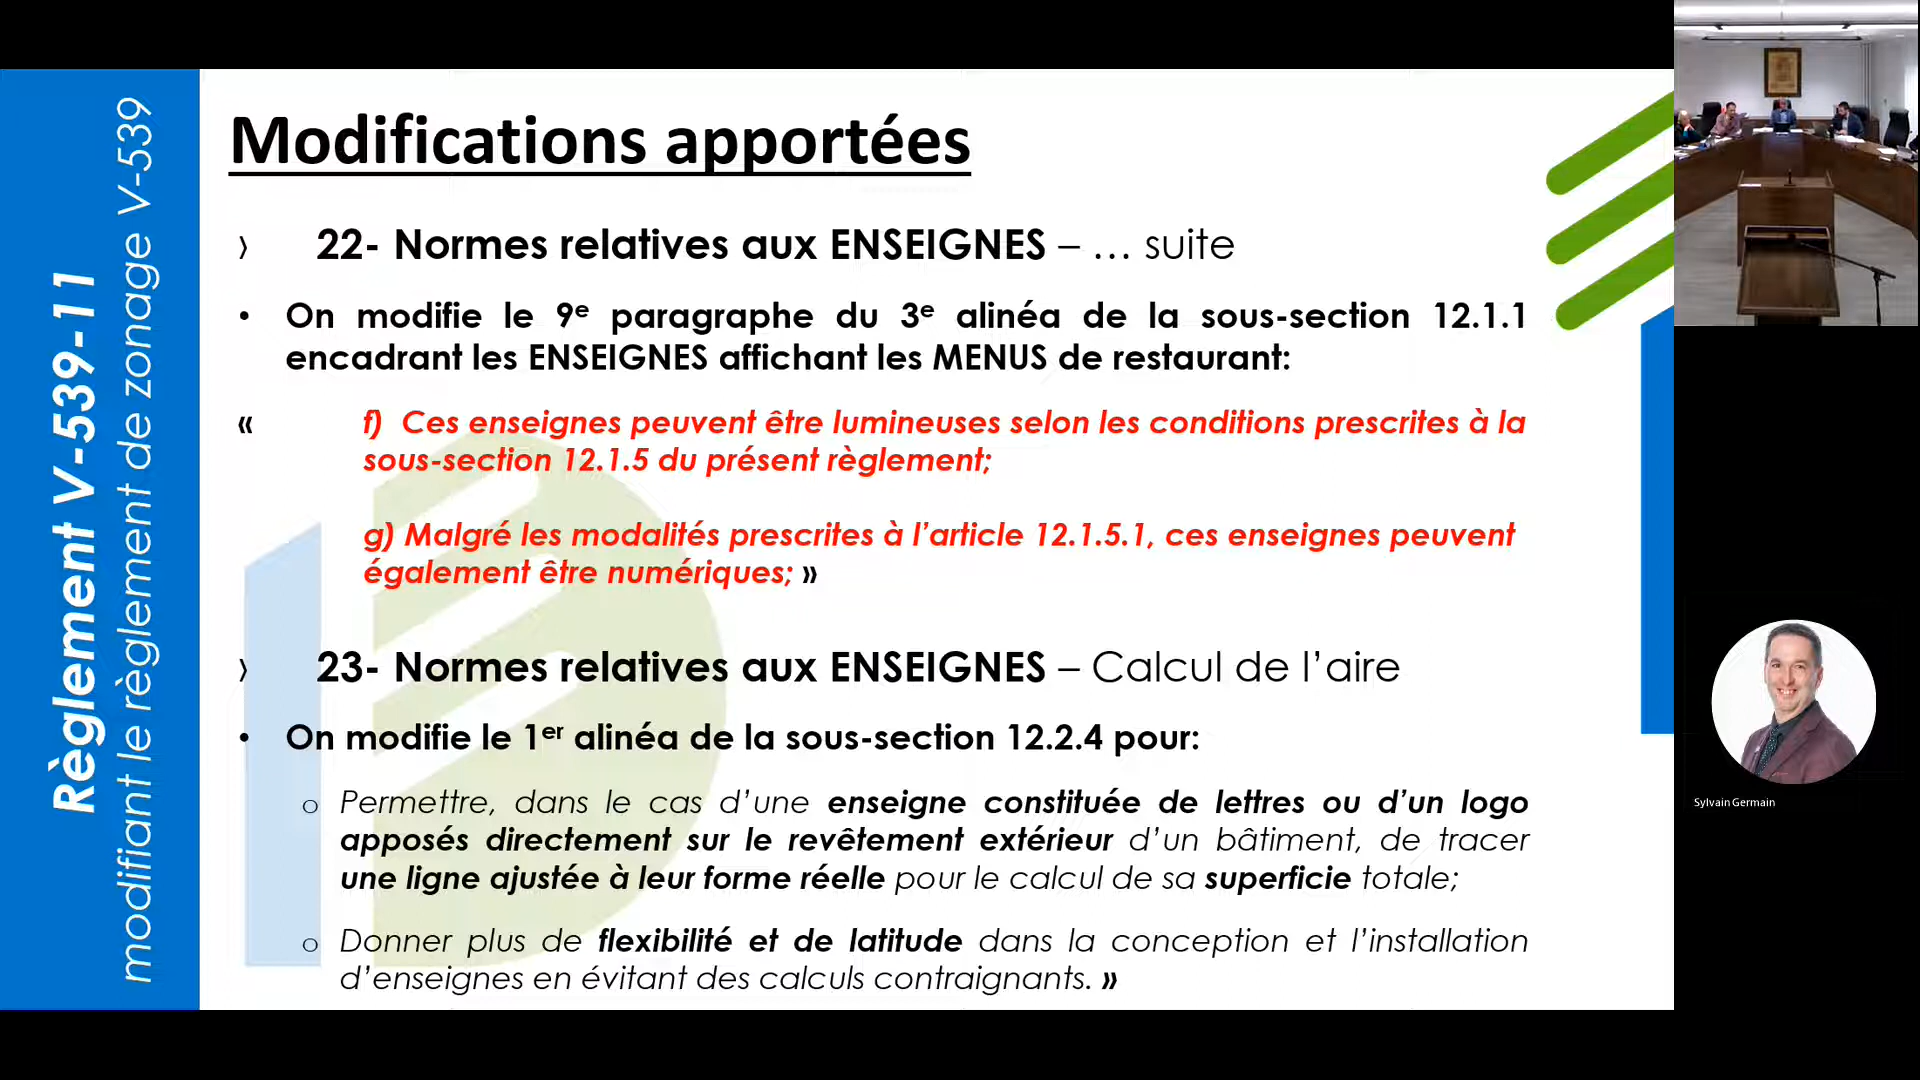 Règlement V-539-11
modifiant le règlement de zonage V-539
Modifications apportées
〉 22- Normes relatives aux ENSEIGNES – … suite
• On modifie le 9e paragraphe du 3e alinéa de la sous-section 12.1.1
encadrant les ENSEIGNES affichant les MENUS de restaurant:
« f) Ces enseignes peuvent être lumineuses selon les conditions prescrites à la
sous-section 12.1.5 du présent règlement;
g) Malgré les modalités prescrites à l’article 12.1.5.1, ces enseignes peuvent
également être numériques; »
〉 23- Normes relatives aux ENSEIGNES – Calcul de l’aire
• On modifie le 1er alinéa de la sous-section 12.2.4 pour:
o Permettre, dans le cas d’une enseigne constituée de lettres ou d’un logo
apposés directement sur le revêtement extérieur d’un bâtiment, de tracer
une ligne ajustée à leur forme réelle pour le calcul de sa superficie totale;
o Donner plus de flexibilité et de latitude dans la conception et l’installation
d’enseignes en évitant des calculs contraignants. »
Sylvain Germain